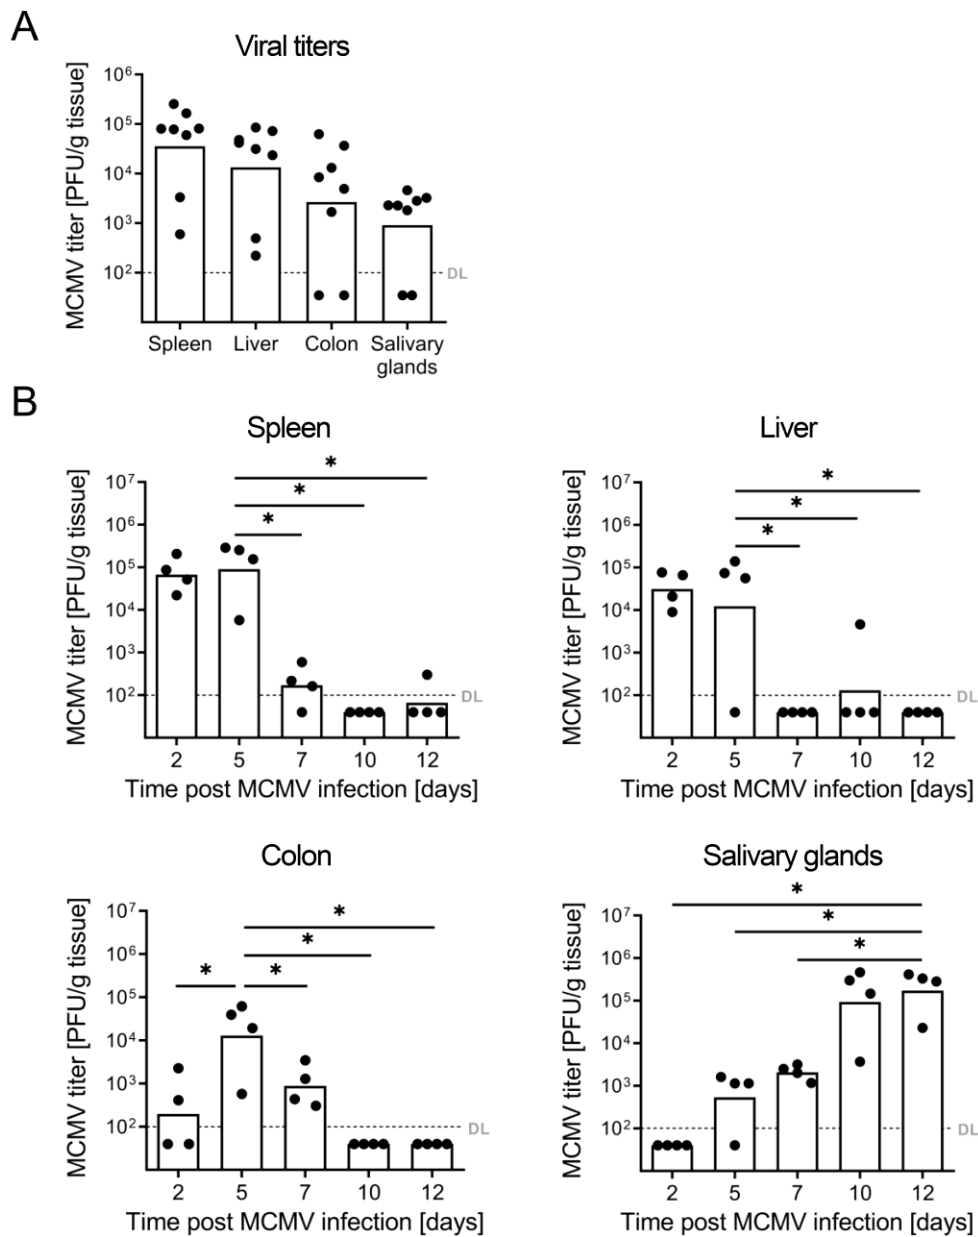 A
Viral titers
MCMV titer [PFU/g tissue]
10⁶
10⁵
10⁴
10³
10²
DL
Spleen
Liver
Colon
Salivary
glands
B
Spleen
MCMV titer [PFU/g tissue]
10⁷
10⁶
10⁵
10⁴
10³
10²
*
*
*
DL
2 5 7 10 12
Time post MCMV infection [days]
Liver
MCMV titer [PFU/g tissue]
10⁷
10⁶
10⁵
10⁴
10³
10²
*
*
*
DL
2 5 7 10 12
Time post MCMV infection [days]
Colon
MCMV titer [PFU/g tissue]
10⁷
10⁶
10⁵
10⁴
10³
10²
*
*
* *
DL
2 5 7 10 12
Time post MCMV infection [days]
Salivary glands
MCMV titer [PFU/g tissue]
10⁷
10⁶
10⁵
10⁴
10³
10²
*
*
*
DL
2 5 7 10 12
Time post MCMV infection [days]